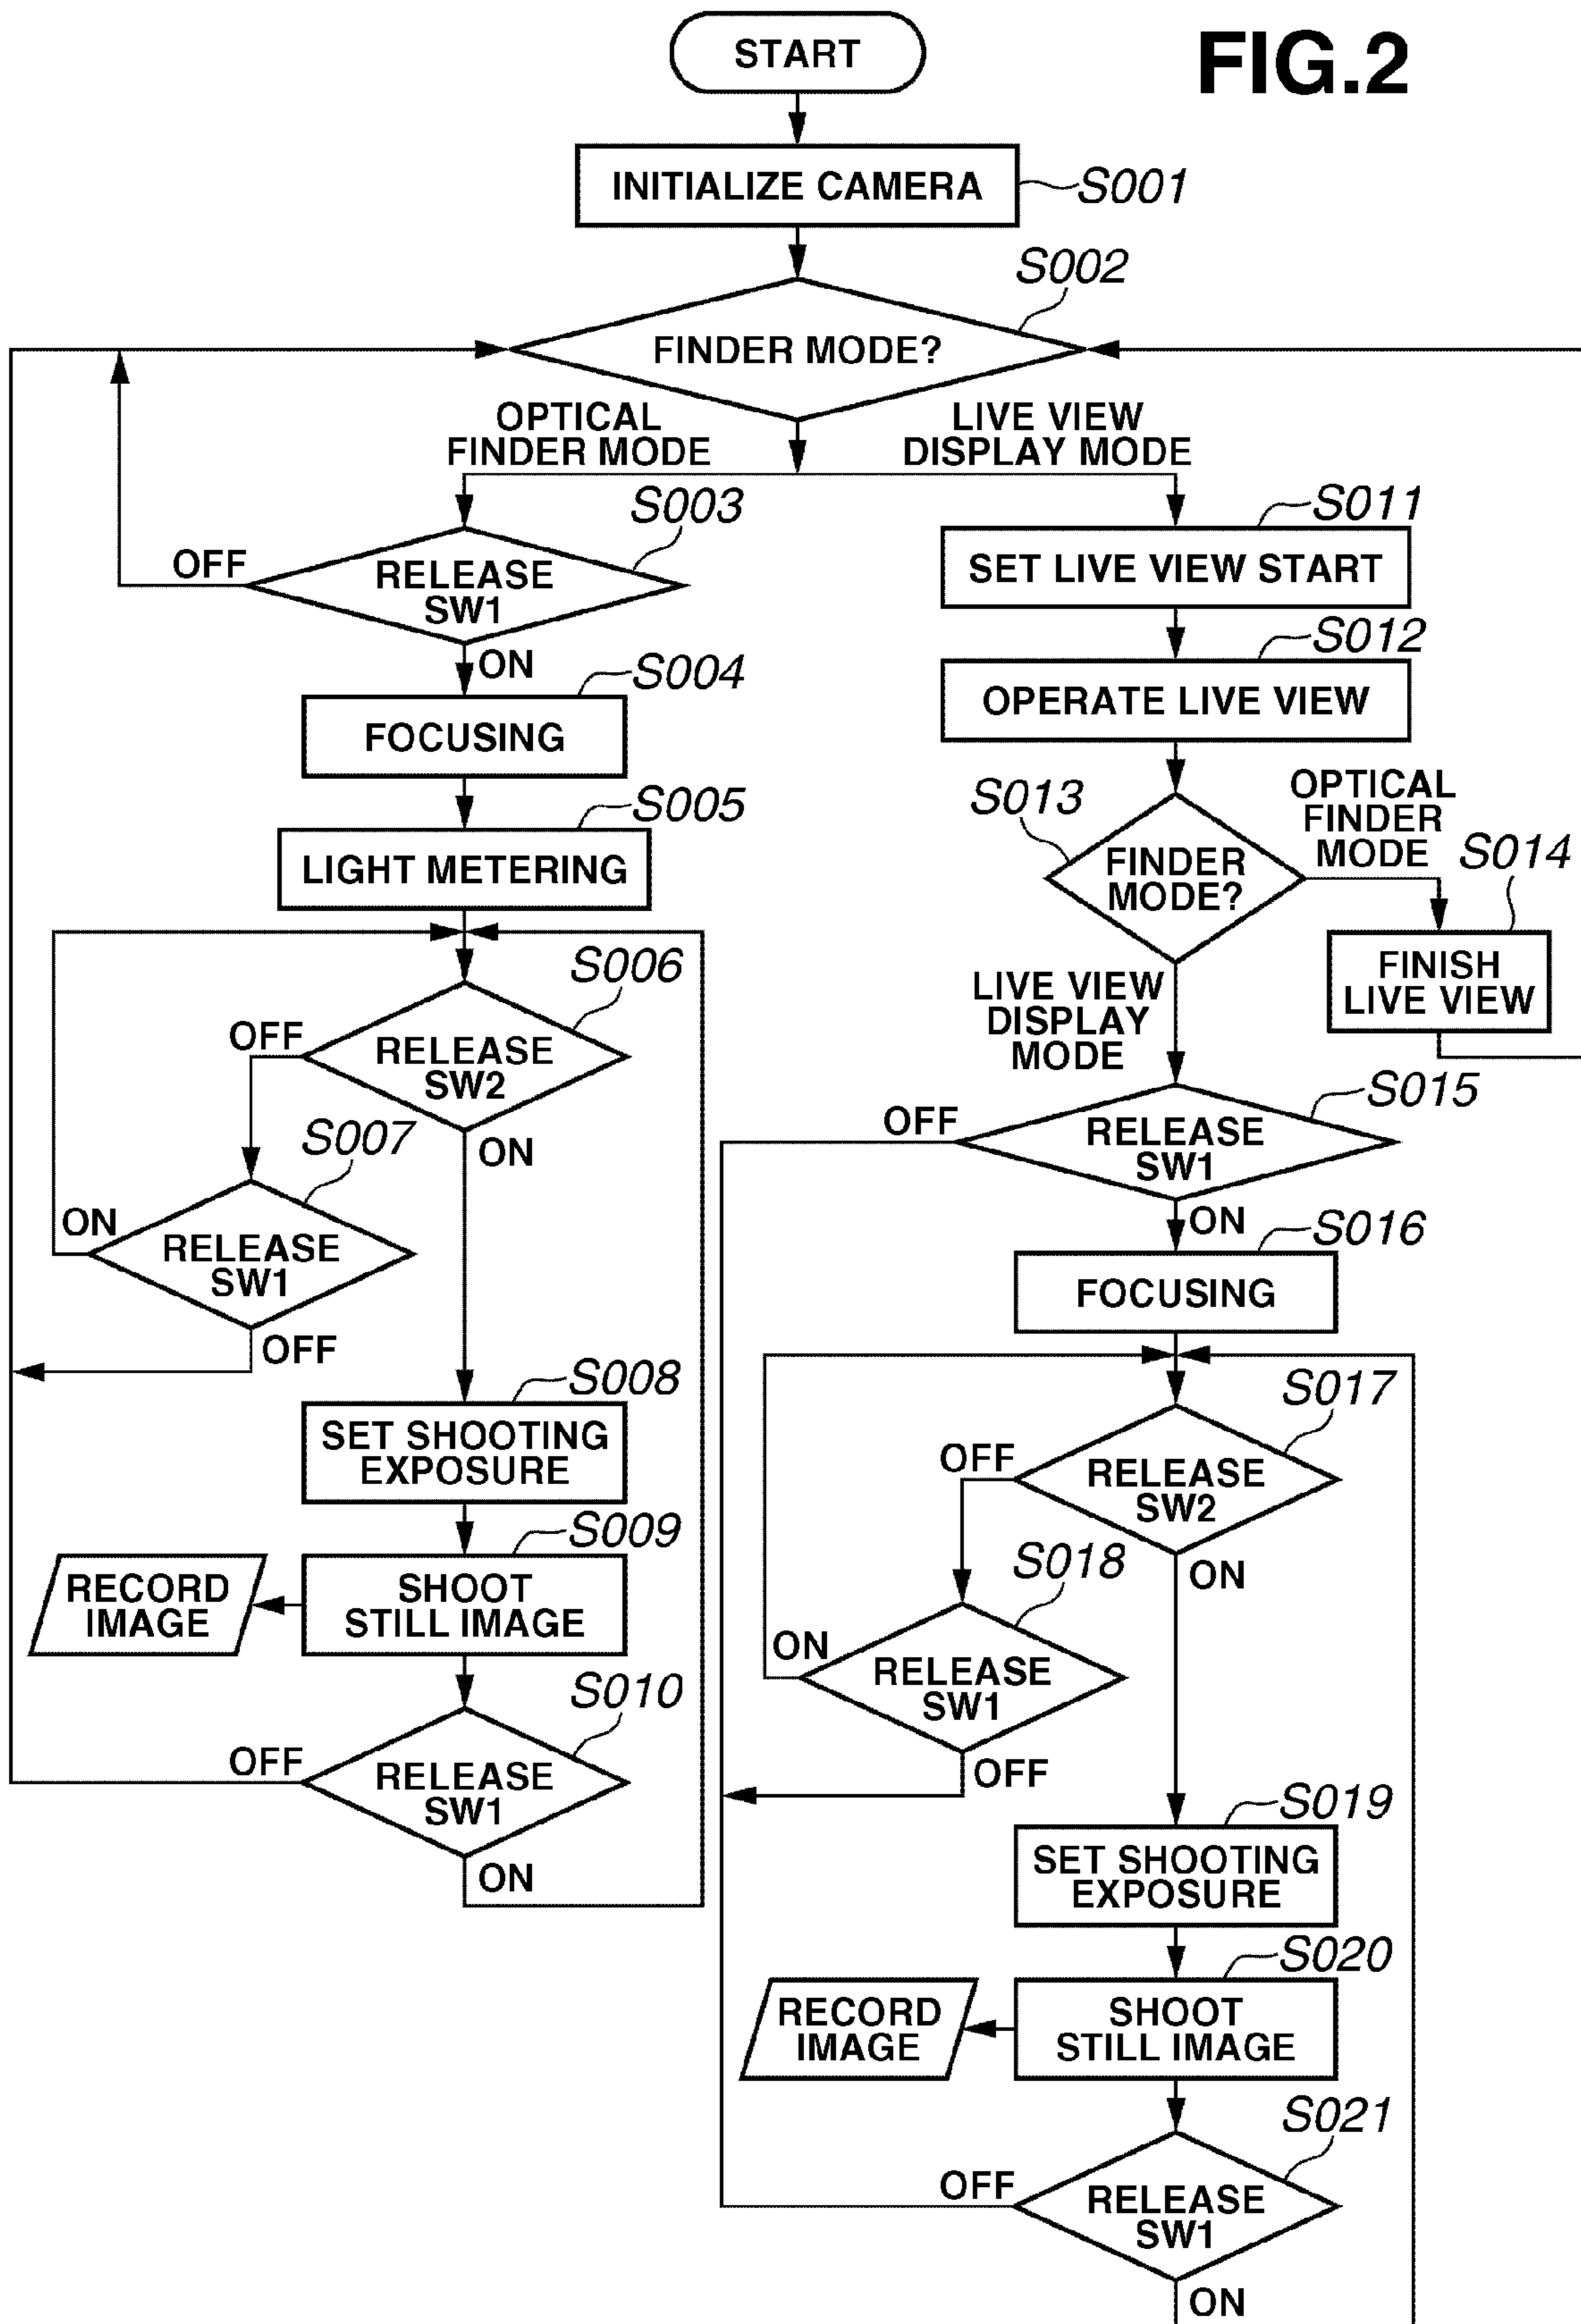 FIG.2
START
INITIALIZE CAMERA
S001
S002
FINDER MODE?
OPTICAL
FINDER MODE
LIVE VIEW
DISPLAY MODE
S003
OFF
RELEASE
SW1
ON
S004
FOCUSING
S005
LIGHT METERING
S006
OFF
RELEASE
SW2
ON
S007
ON
RELEASE
SW1
OFF
S008
SET SHOOTING
EXPOSURE
S009
SHOOT
STILL IMAGE
RECORD
IMAGE
S010
OFF
RELEASE
SW1
ON
S011
SET LIVE VIEW START
S012
OPERATE LIVE VIEW
S013
FINDER
MODE?
OPTICAL
FINDER
MODE
S014
FINISH
LIVE VIEW
LIVE VIEW
DISPLAY
MODE
S015
OFF
RELEASE
SW1
ON
S016
FOCUSING
S017
OFF
RELEASE
SW2
ON
S018
ON
RELEASE
SW1
OFF
S019
SET SHOOTING
EXPOSURE
S020
SHOOT
STILL IMAGE
RECORD
IMAGE
S021
OFF
RELEASE
SW1
ON